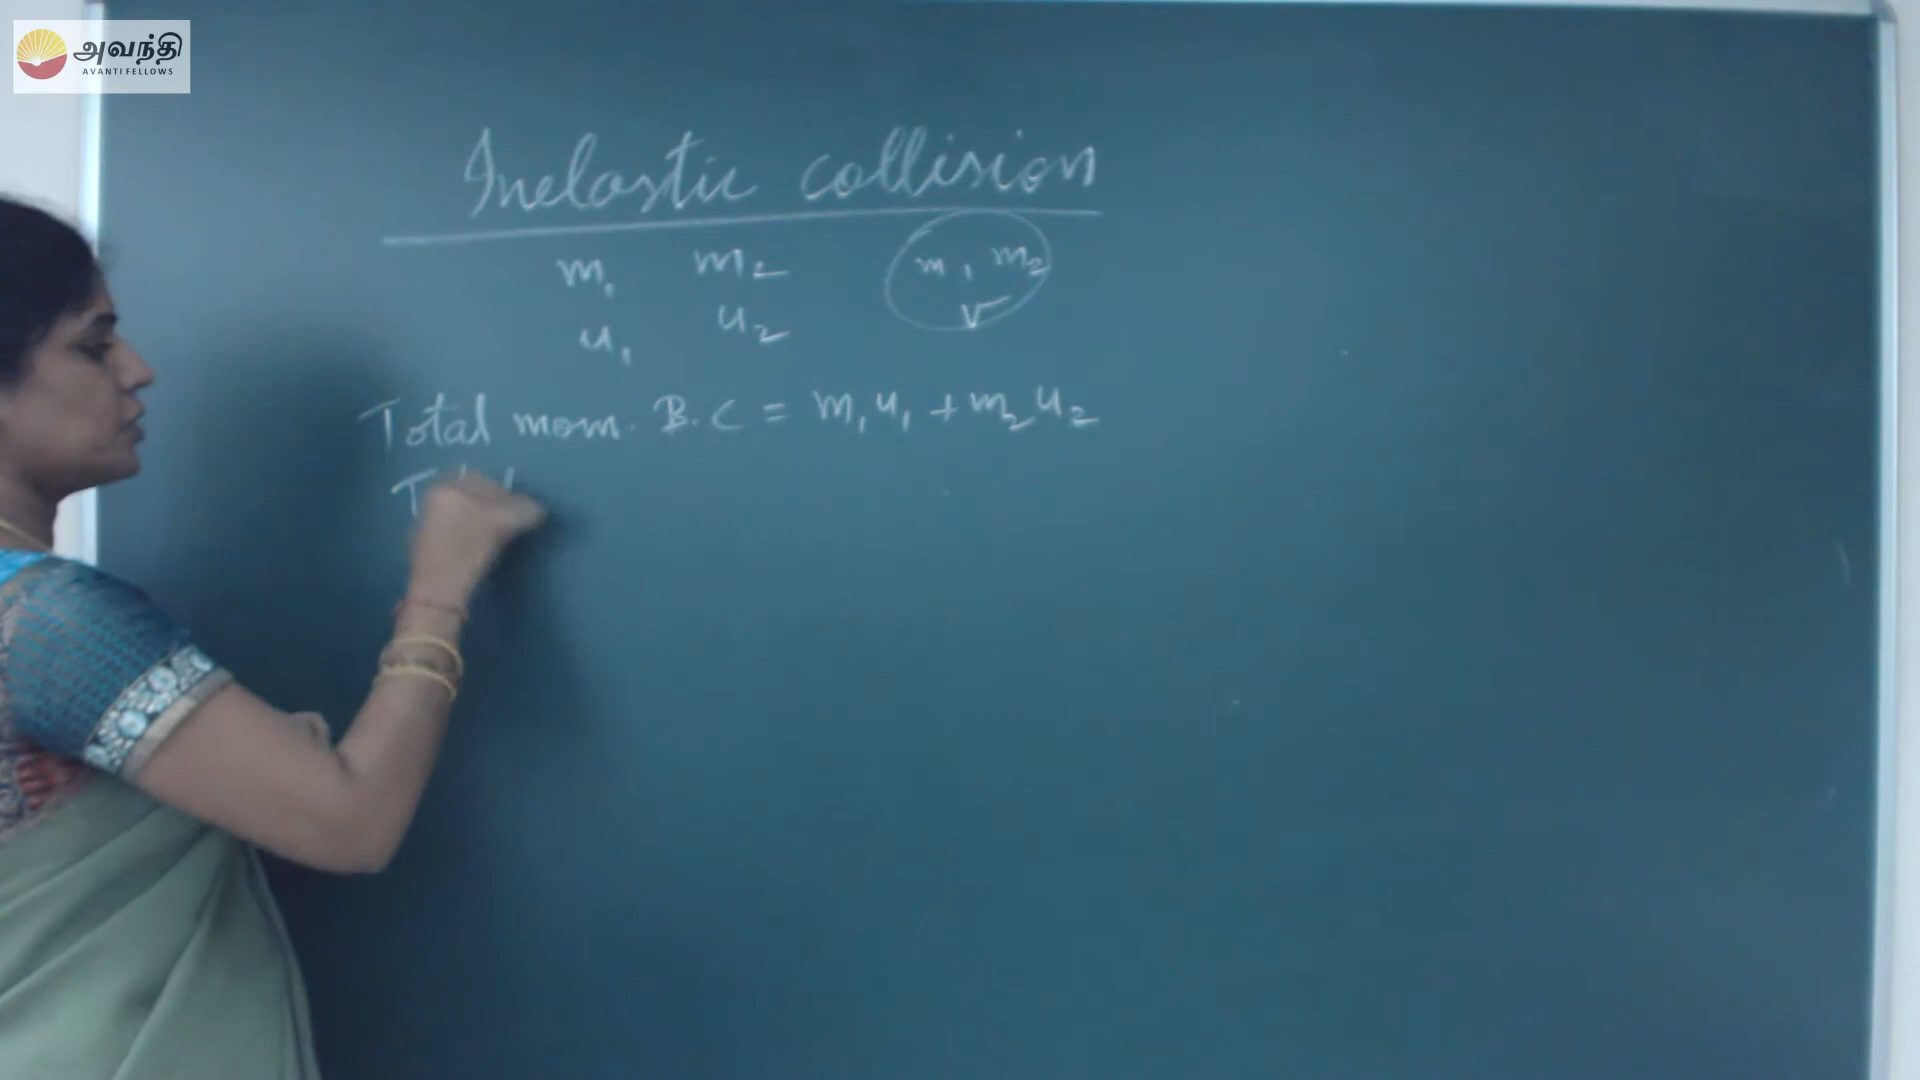 அவந்தி
AVANTI FELLOWS
Inelastic collision
m₁ m₂ m₁ m₂
u₁ u₂ v
Total mom. B.C = m₁u₁ + m₂u₂